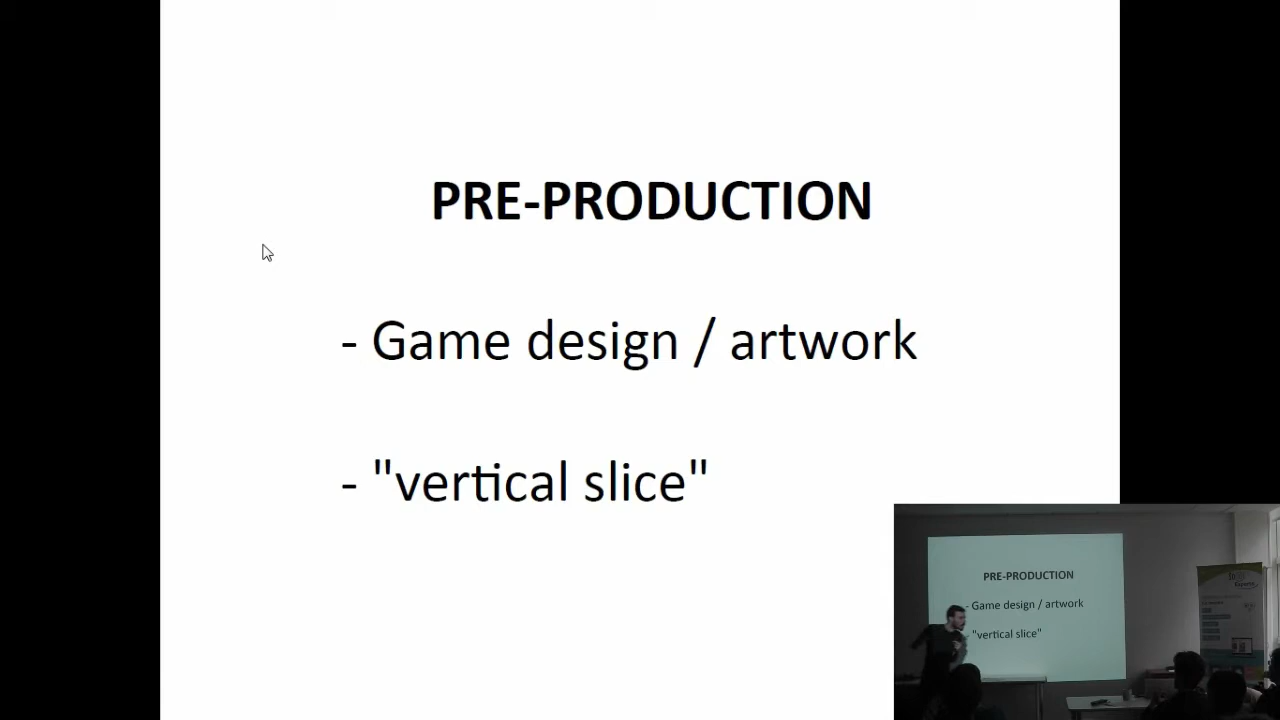 PRE-PRODUCTION
- Game design / artwork
- "vertical slice"
PRE-PRODUCTION
- Game design / artwork
"vertical slice"